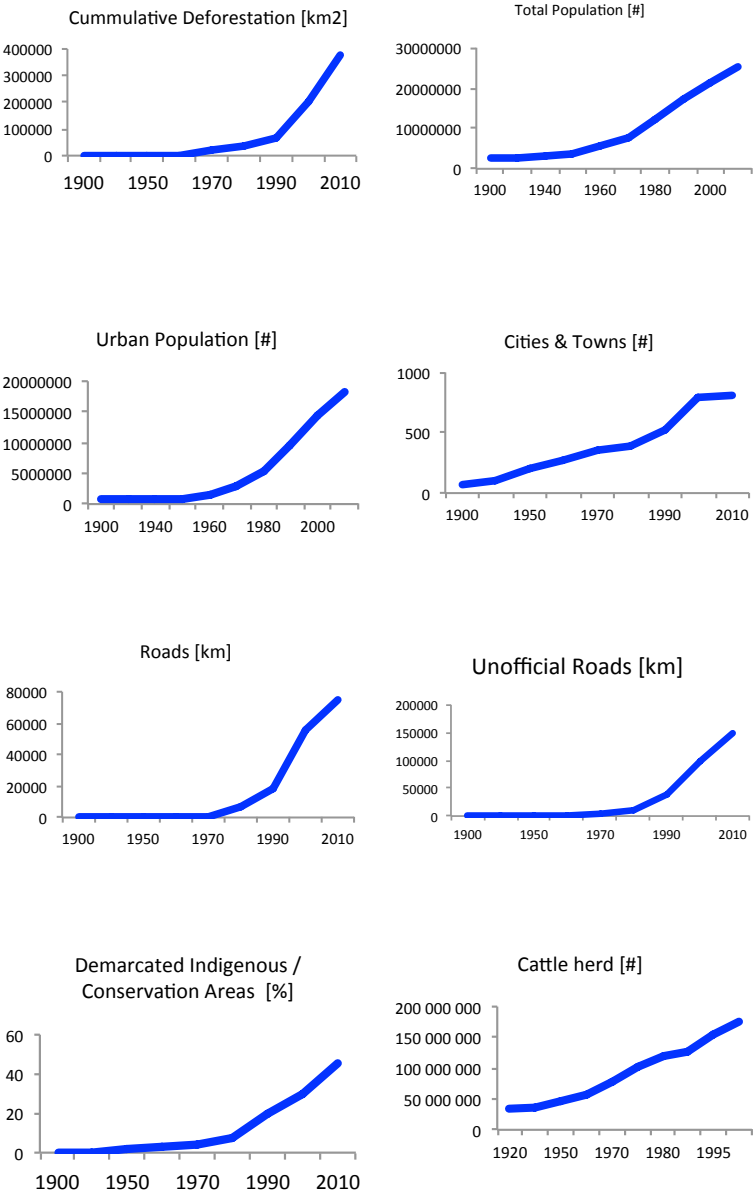 Cummulative Deforestation [km2]
400000
300000
200000
100000
0
1900 1950 1970 1990 2010
Total Population [#]
30000000
20000000
10000000
0
1900 1940 1960 1980 2000
Urban Population [#]
20000000
15000000
10000000
5000000
0
1900 1940 1960 1980 2000
Cities & Towns [#]
1000
500
0
1900 1950 1970 1990 2010
Roads [km]
80000
60000
40000
20000
0
1900 1950 1970 1990 2010
Unofficial Roads [km]
200000
150000
100000
50000
0
1900 1950 1970 1990 2010
Demarcated Indigenous /
Conservation Areas [%]
60
40
20
0
1900 1950 1970 1990 2010
Cattle herd [#]
200 000 000
150 000 000
100 000 000
50 000 000
0
1920 1950 1960 1980 1995